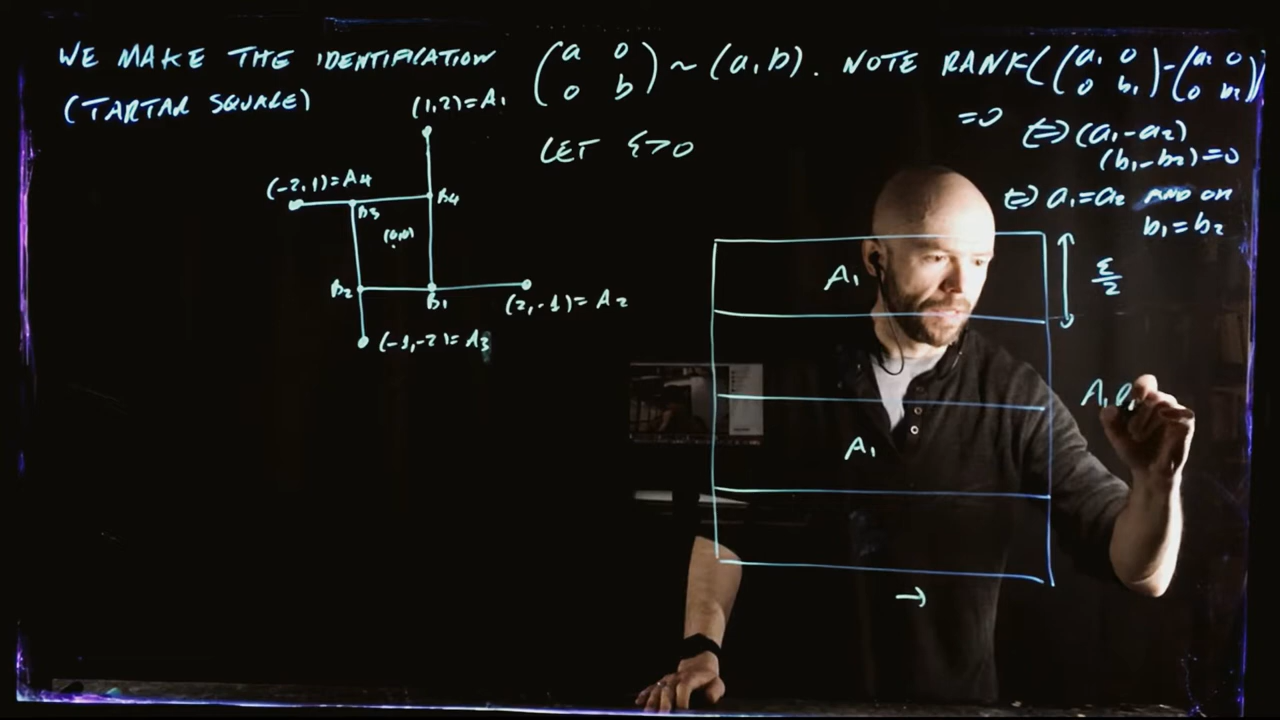 WE MAKE THE IDENTIFICATION (a 0 0 b) ~ (a,b). NOTE RANK((a1 0 0 b1)-(a2 0 0 b2))
(TARTAR SQUARE)
=0
⇔ (a1-a2)
(b1-b2)=0
⇔ a1=a2 AND OR
b1=b2
LET ε>0
(1,2)=A1
(-2,1)=A4
B3
B4
(0,0)
B2
B1
(2,-1)=A2
(-1,-2)=A3
A1
ε/2
A1
A1
→